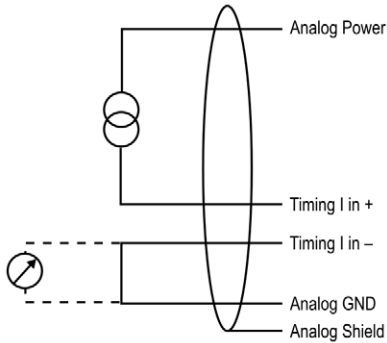 Analog Power
Timing I in +
Timing I in –
Analog GND
Analog Shield